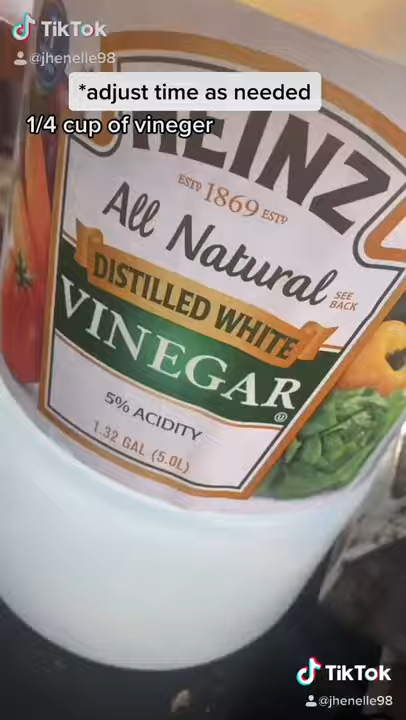 TikTok
@jhenelle98
*adjust time as needed
1/4 cup of vineger
HEINZ
ESTD 1869 ESTD
All Natural
SEE
BACK
DISTILLED WHITE
VINEGAR®
5% ACIDITY
1.32 GAL (5.0L)
TikTok
@jhenelle98